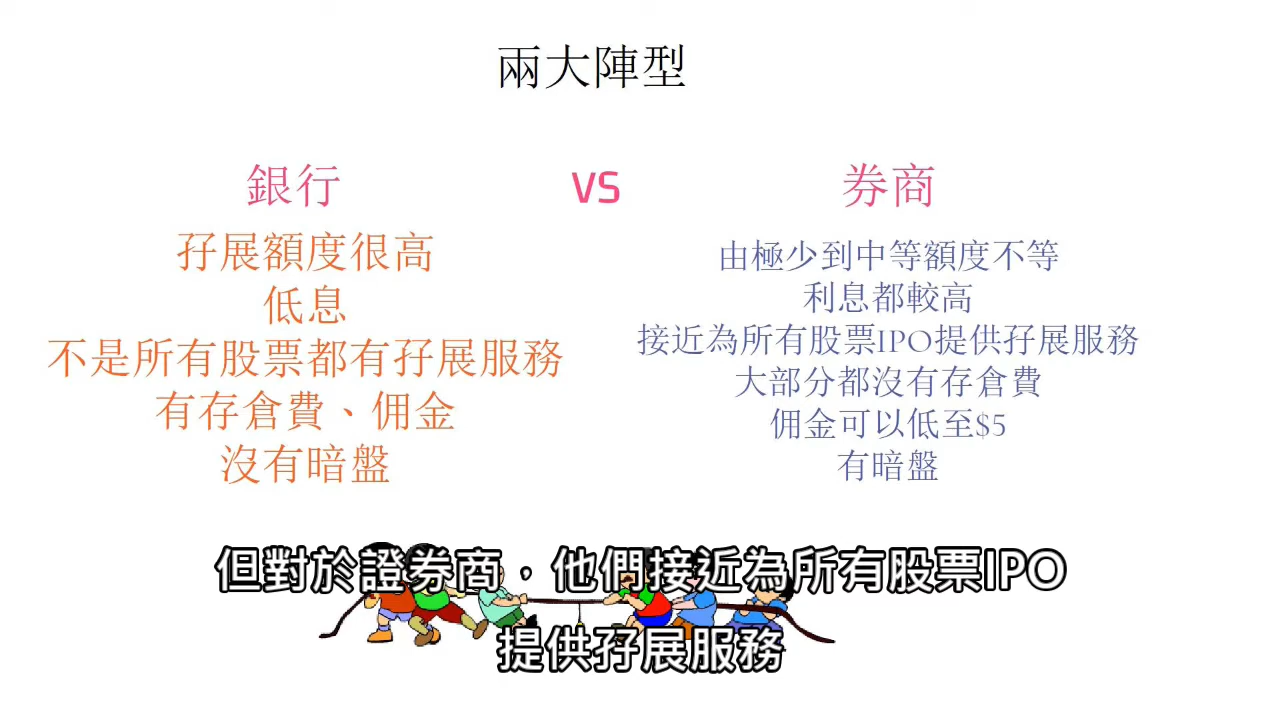 兩大陣型
銀行
VS
券商
孖展額度很高
低息
不是所有股票都有孖展服務
有存倉費、佣金
沒有暗盤
由極少到中等額度不等
利息都較高
接近為所有股票IPO提供孖展服務
大部分都沒有存倉費
佣金可以低至$5
有暗盤
但對於證券商，他們接近為所有股票IPO
提供孖展服務